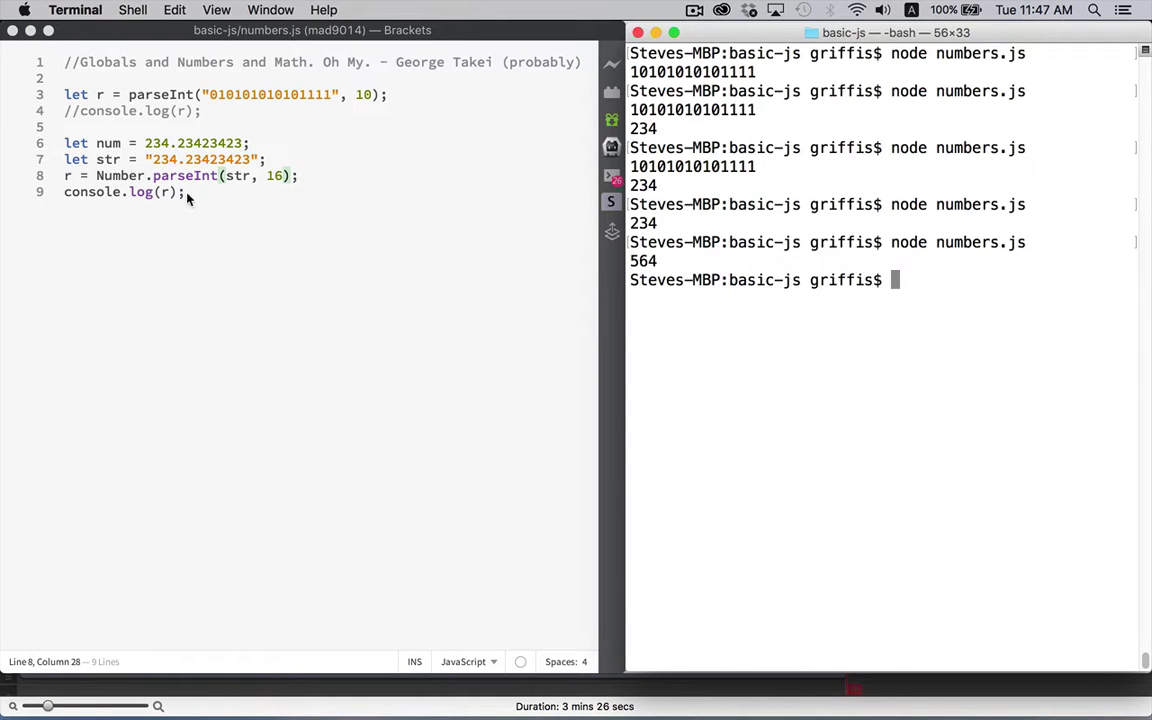 Terminal Shell Edit View Window Help 100% Tue 11:47 AM
basic-js/numbers.js (mad9014) — Brackets
1 //Globals and Numbers and Math. Oh My. - George Takei (probably)
2
3 let r = parseInt("010101010101111", 10);
4 //console.log(r);
5
6 let num = 234.23423423;
7 let str = "234.23423423";
8 r = Number.parseInt(str, 16);
9 console.log(r);
26
S
Line 8, Column 28 — 9 Lines
INS JavaScript Spaces: 4
basic-js — -bash — 56×33
[Steves-MBP:basic-js griffis$ node numbers.js ]
10101010101111
[Steves-MBP:basic-js griffis$ node numbers.js ]
10101010101111
234
[Steves-MBP:basic-js griffis$ node numbers.js ]
10101010101111
234
[Steves-MBP:basic-js griffis$ node numbers.js ]
234
[Steves-MBP:basic-js griffis$ node numbers.js ]
564
Steves-MBP:basic-js griffis$
Duration: 3 mins 26 secs